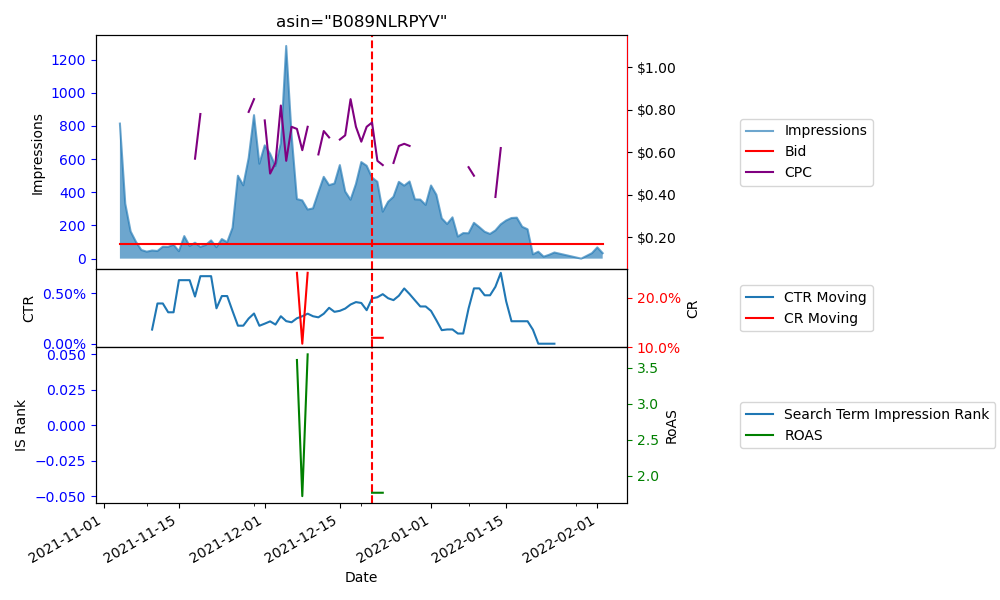 asin="B089NLRPYV"
1200
1000
800
600
400
200
0
Impressions
$1.00
$0.80
$0.60
$0.40
$0.20
Impressions
Bid
CPC
0.50%
0.00%
CTR
20.0%
10.0%
CR
CTR Moving
CR Moving
0.050
0.025
0.000
−0.025
−0.050
IS Rank
3.5
3.0
2.5
2.0
RoAS
Search Term Impression Rank
ROAS
2021-11-01
2021-11-15
2021-12-01
2021-12-15
2022-01-01
2022-01-15
2022-02-01
Date